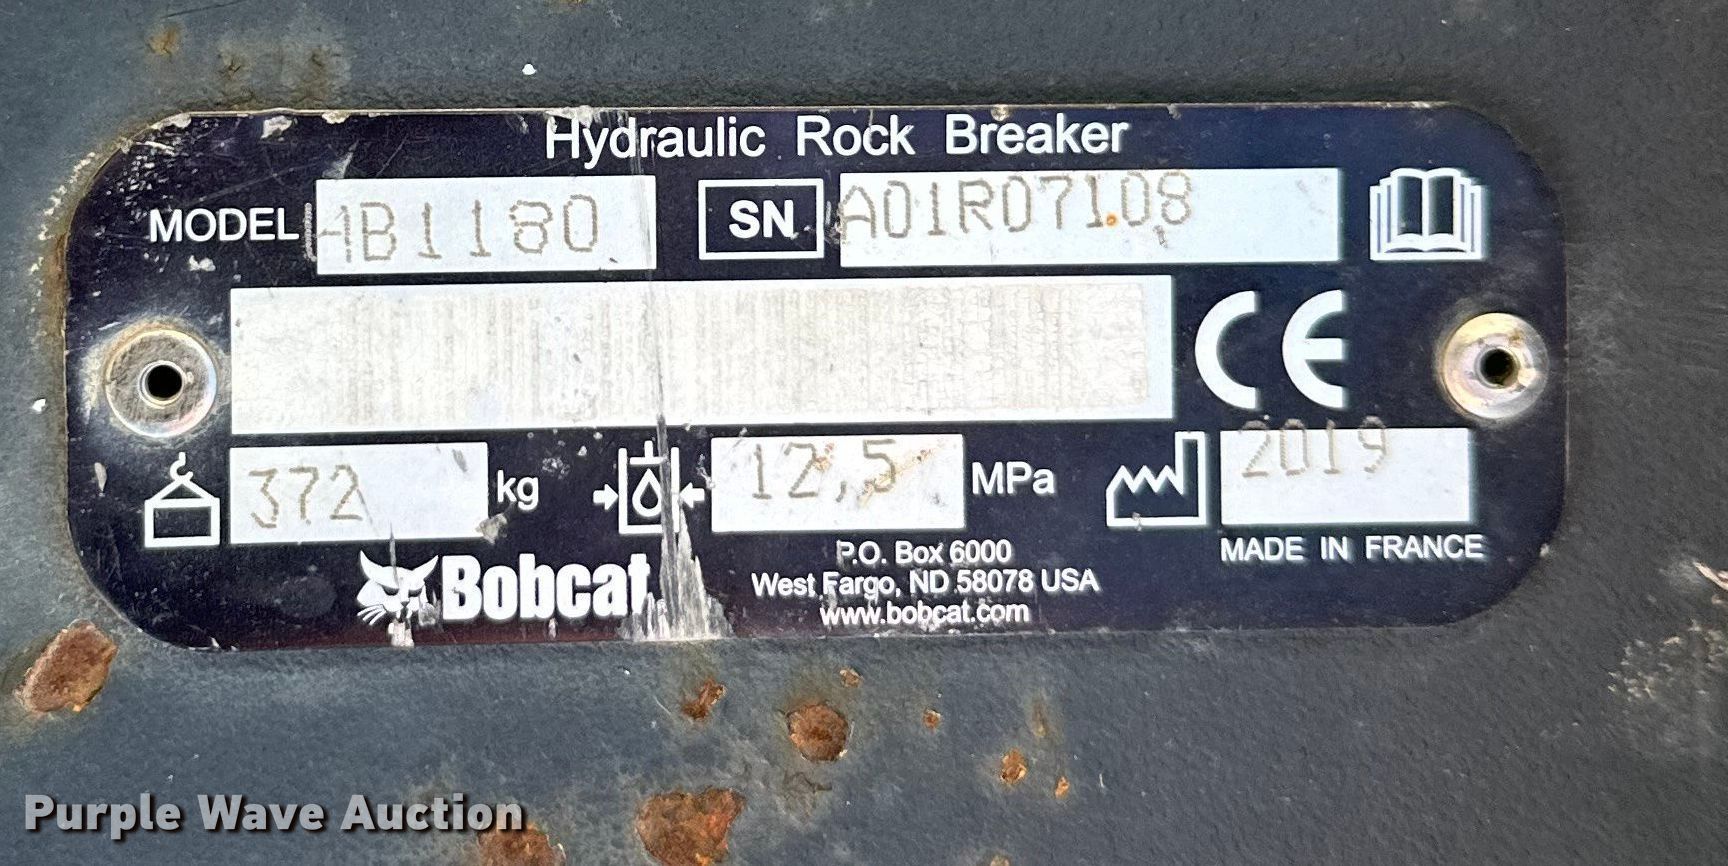 Hydraulic Rock Breaker
MODEL HB1180 SN A01R07108
CE
372 kg 12,5 MPa 2019
MADE IN FRANCE
Bobcat
P.O. Box 6000
West Fargo, ND 58078 USA
www.bobcat.com
Purple Wave Auction